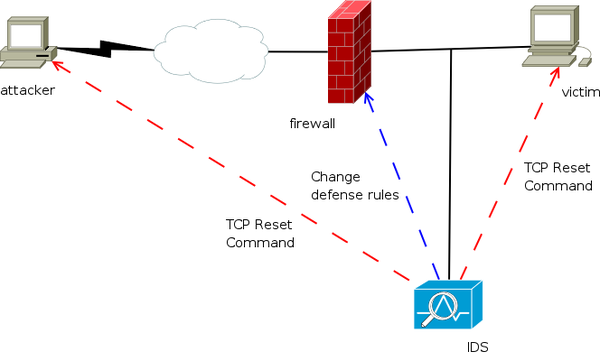 attacker
firewall
victim
Change
defense rules
TCP Reset
Command
TCP Reset
Command
IDS